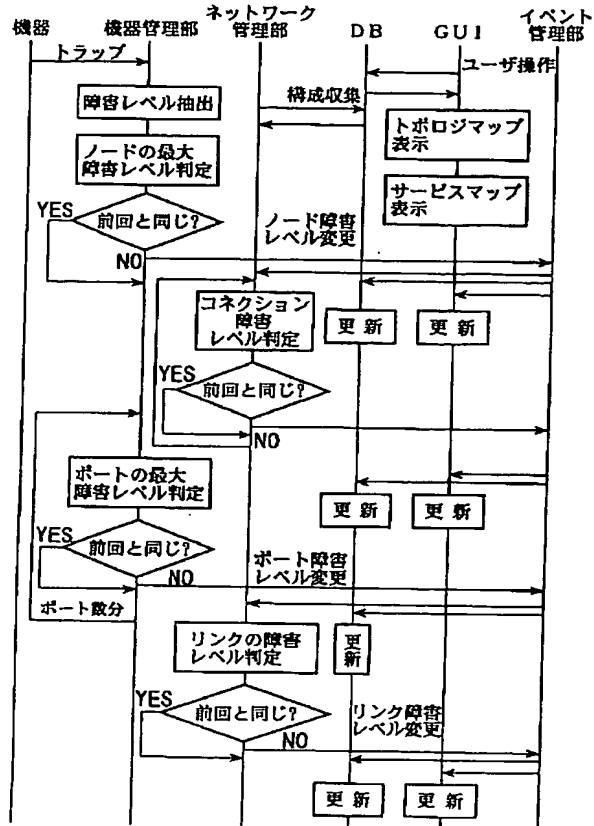 機器
機器管理部
ネットワーク
管理部
DB
GUI
イベント
管理部
トラップ
ユーザ操作
障害レベル抽出
構成収集
トポロジマップ
表示
ノードの最大
障害レベル判定
サービスマップ
表示
YES
前回と同じ?
NO
ノード障害
レベル変更
コネクション
障害
レベル判定
更新
更新
YES
前回と同じ?
NO
ポートの最大
障害レベル判定
更新
更新
YES
前回と同じ?
NO
ポート障害
レベル変更
ポート数分
リンクの障害
レベル判定
更
新
YES
前回と同じ?
NO
リンク障害
レベル変更
更新
更新